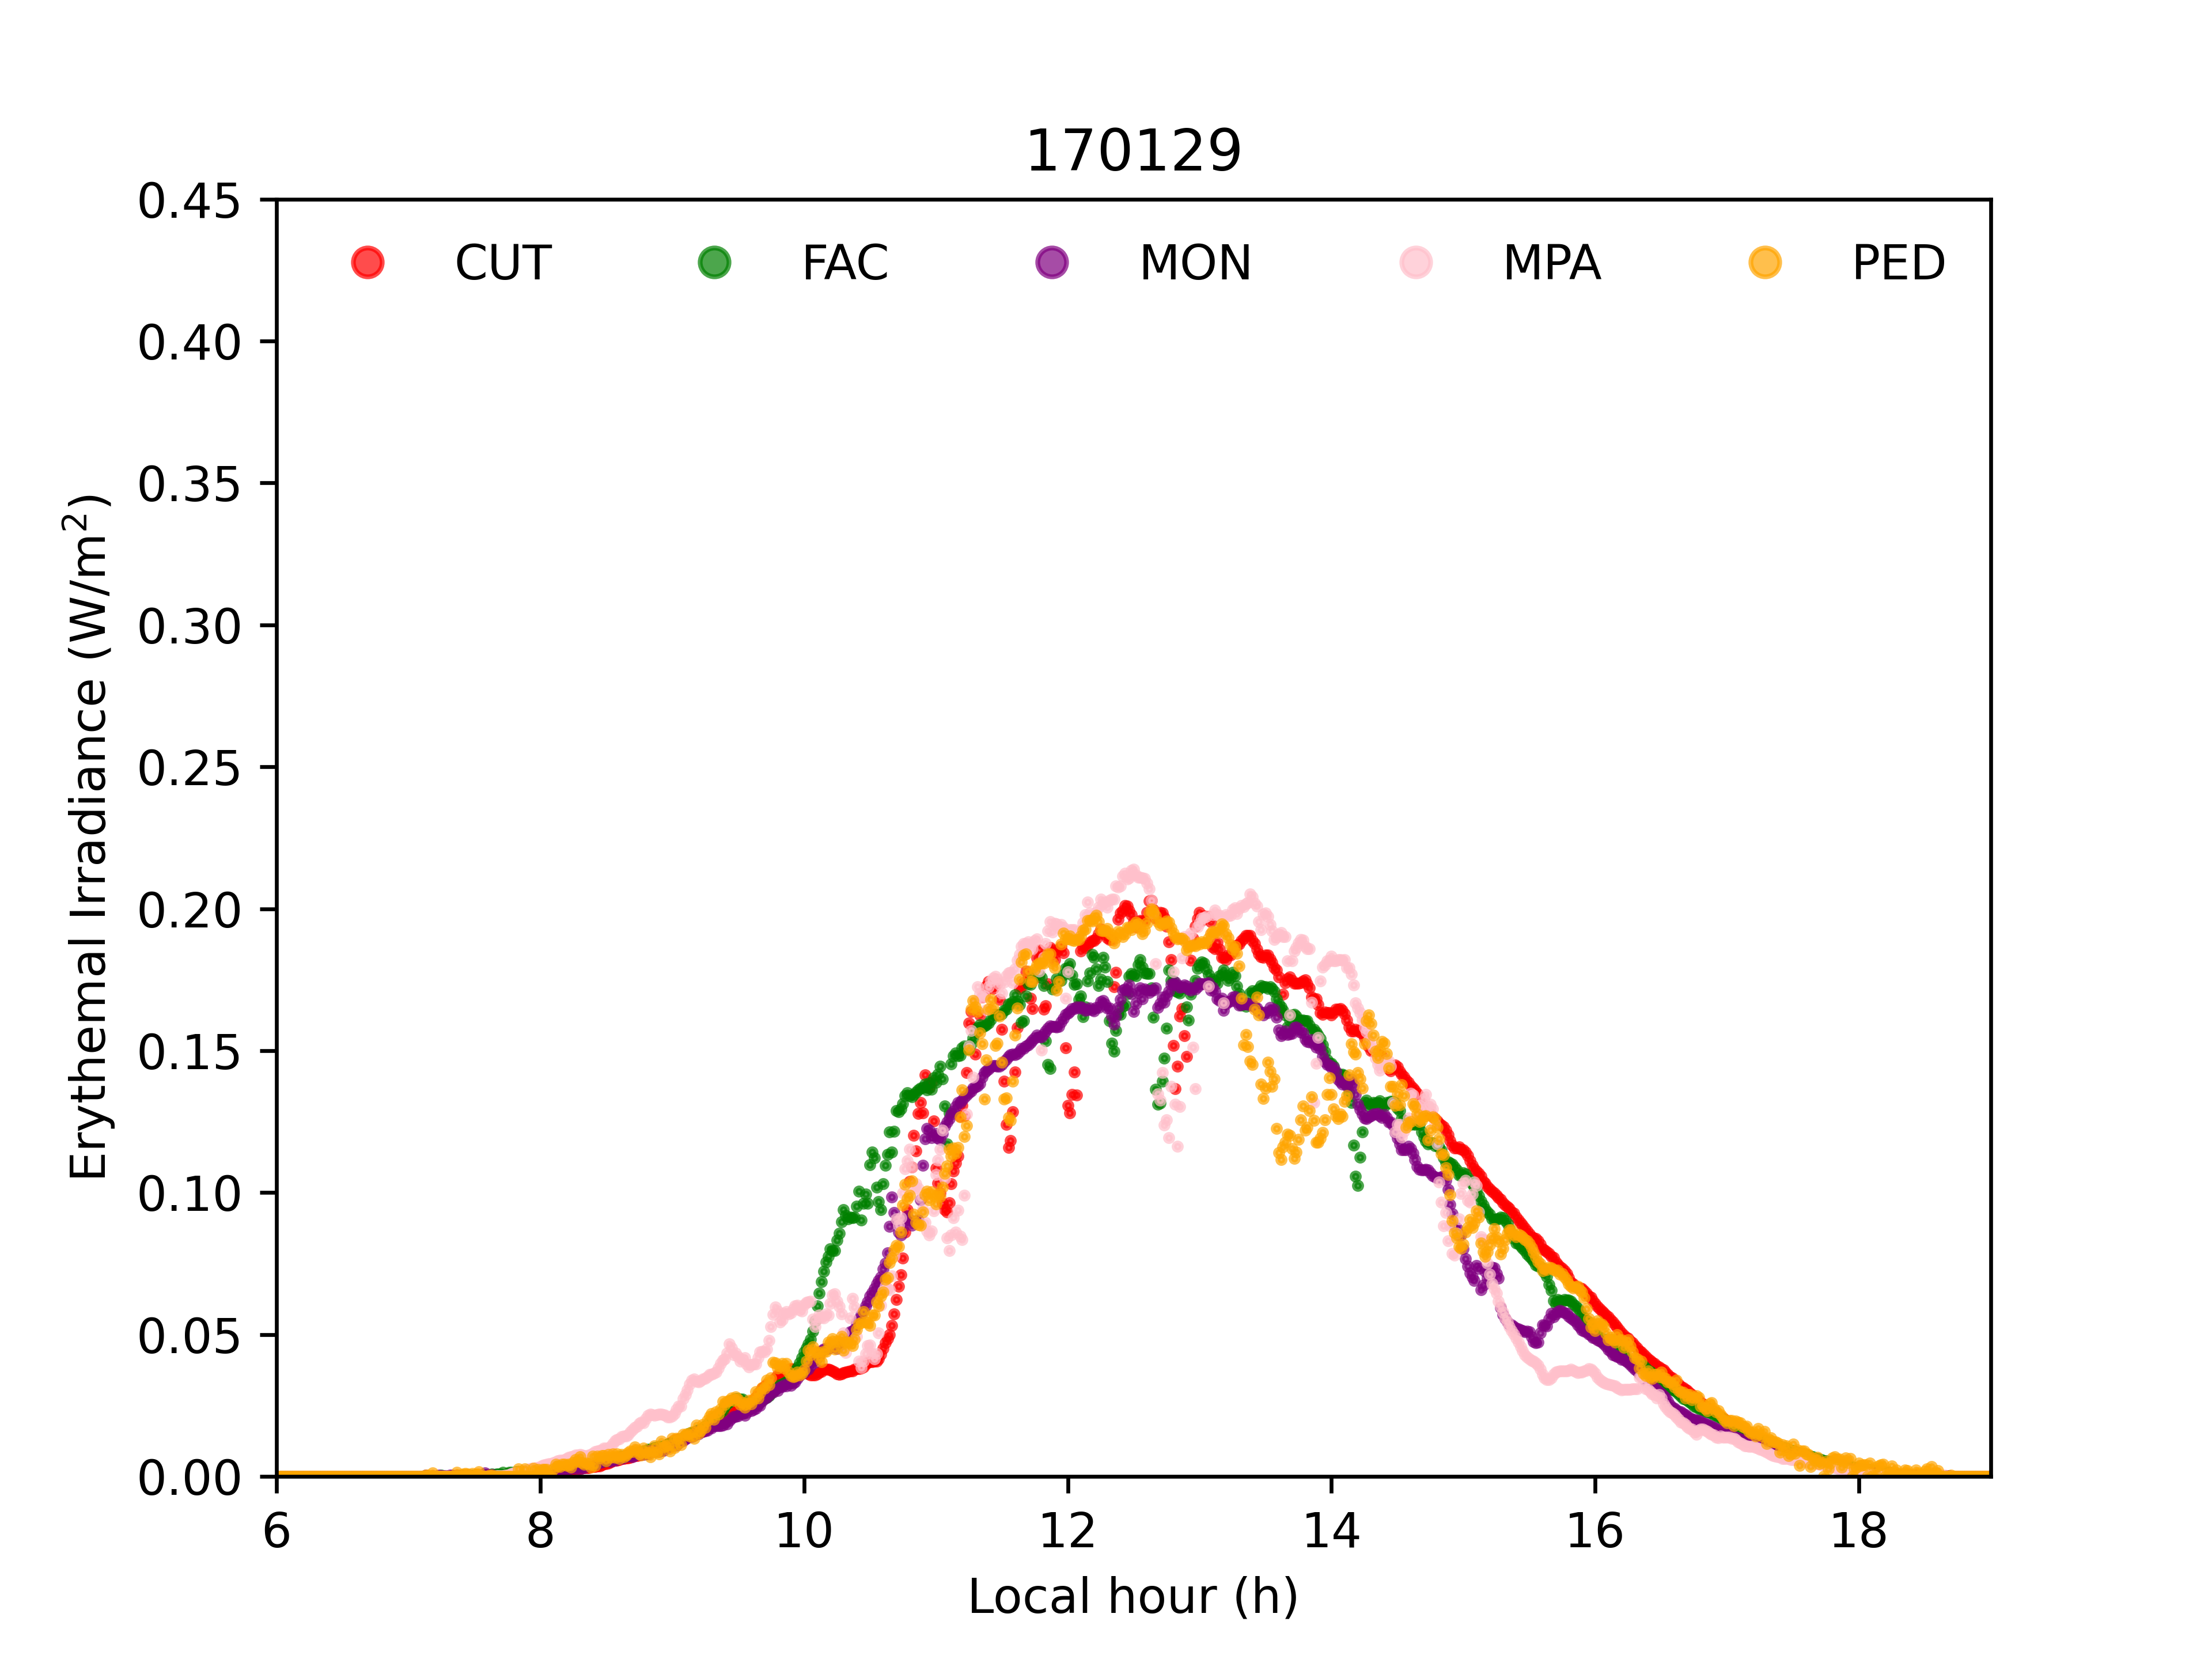 170129
CUT FAC MON MPA PED
0.45
0.40
0.35
0.30
0.25
0.20
0.15
0.10
0.05
0.00
Erythemal Irradiance (W/m²)
6 8 10 12 14 16 18
Local hour (h)